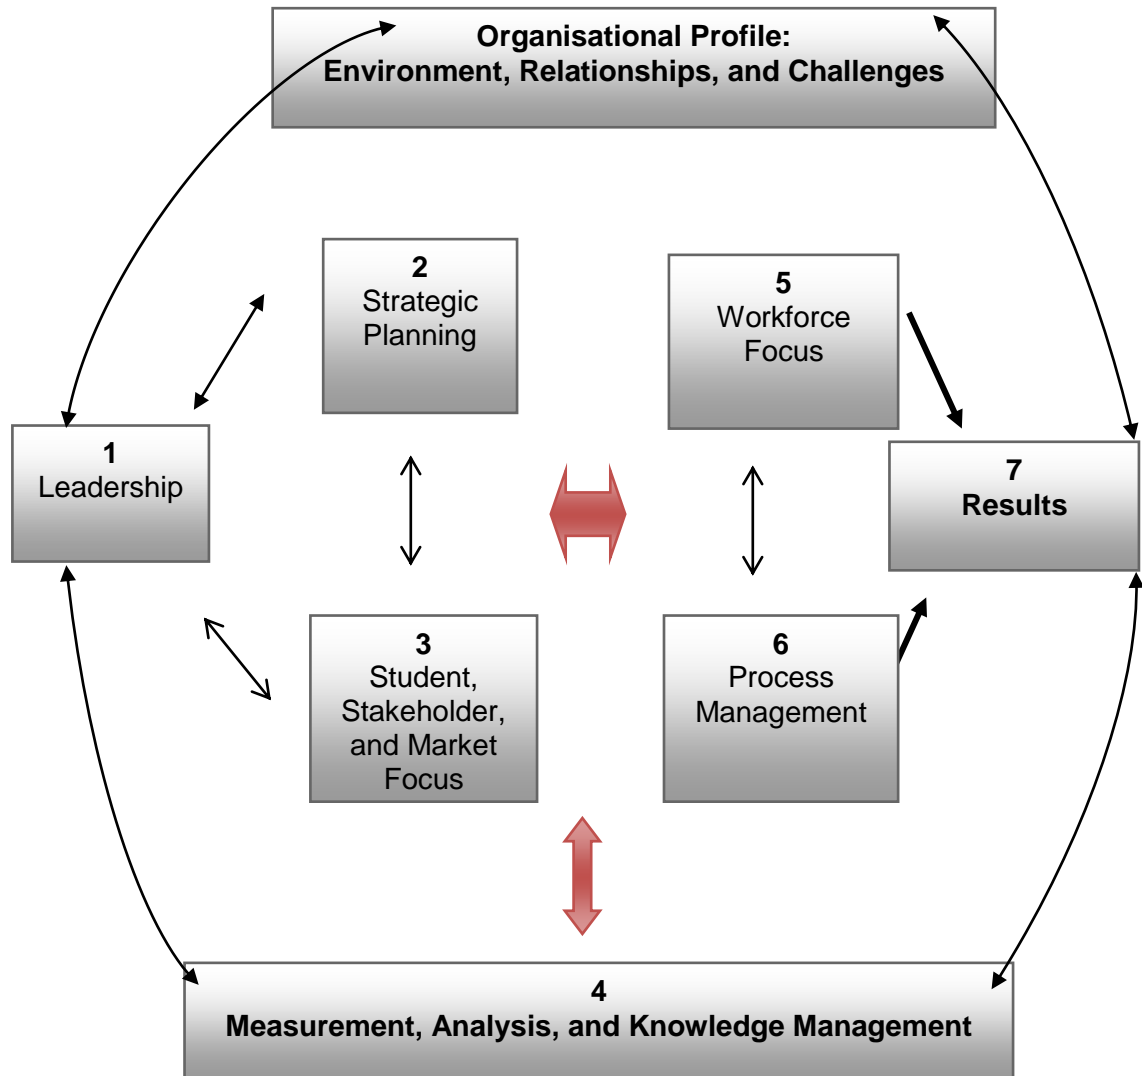 Organisational Profile:
Environment, Relationships, and Challenges
2
Strategic
Planning
5
Workforce
Focus
1
Leadership
7
Results
3
Student,
Stakeholder,
and Market
Focus
6
Process
Management
4
Measurement, Analysis, and Knowledge Management